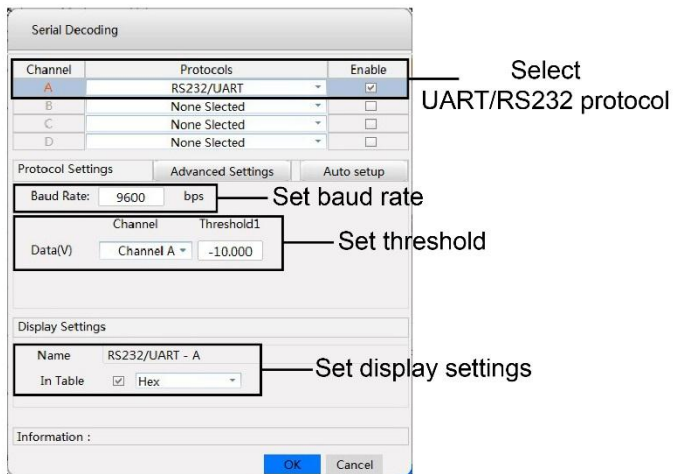 Serial Decoding
Channel Protocols Enable
A RS232/UART
B None Slected
C None Slected
D None Slected
Select
UART/RS232 protocol
Protocol Settings Advanced Settings Auto setup
Baud Rate: 9600 bps Set baud rate
Channel Threshold1
Data(V) Channel A -10.000 Set threshold
Display Settings
Name RS232/UART - A
In Table Hex Set display settings
Information :
OK Cancel